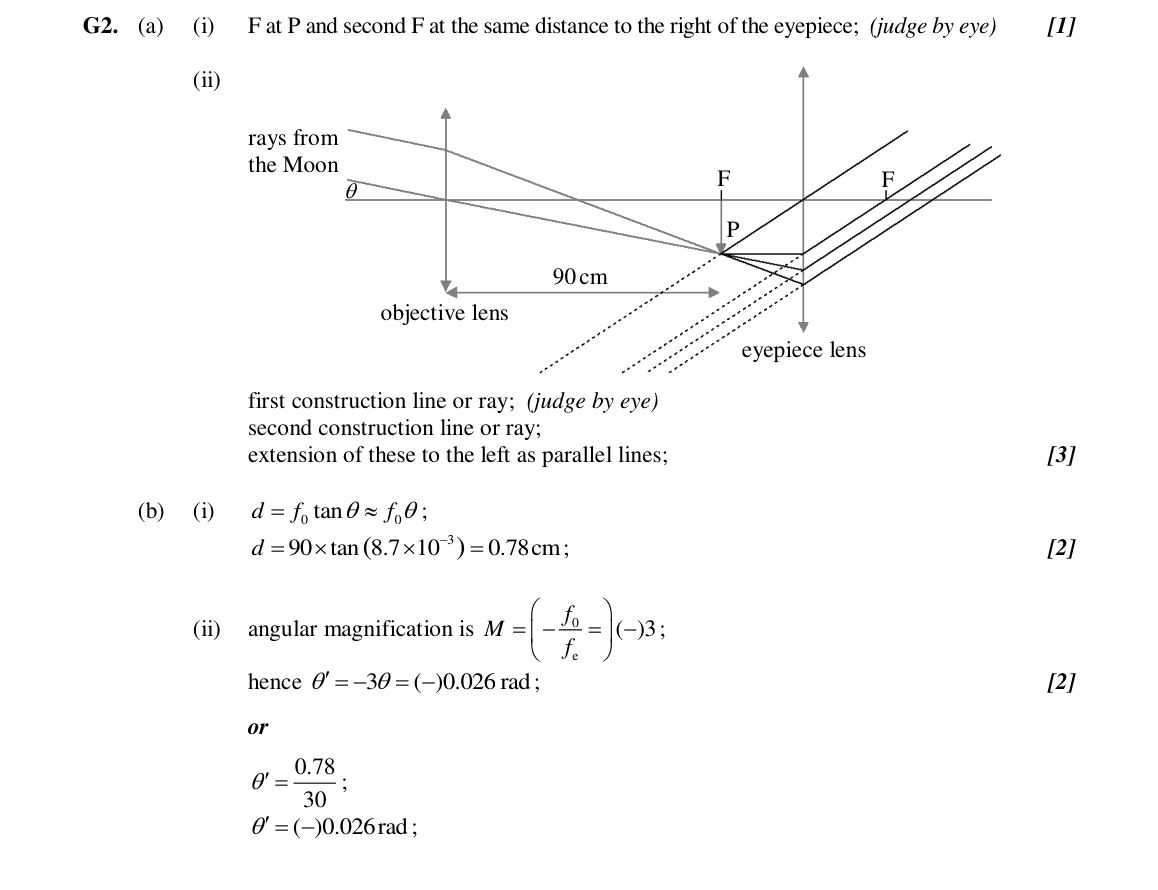 G2. (a) (i) F at P and second F at the same distance to the right of the eyepiece; (judge by eye) [1]
(ii)
rays from
the Moon
θ
F
F
P
90 cm
objective lens
eyepiece lens
first construction line or ray; (judge by eye)
second construction line or ray;
extension of these to the left as parallel lines; [3]
(b) (i) d = f₀ tan θ ≈ f₀θ ;
d = 90 × tan (8.7 × 10⁻³) = 0.78 cm ; [2]
(ii) angular magnification is M = (− f₀/fₑ =) (−)3 ;
hence θ′ = −3θ = (−)0.026 rad ; [2]
or
θ′ = 0.78/30 ;
θ′ = (−)0.026 rad ;